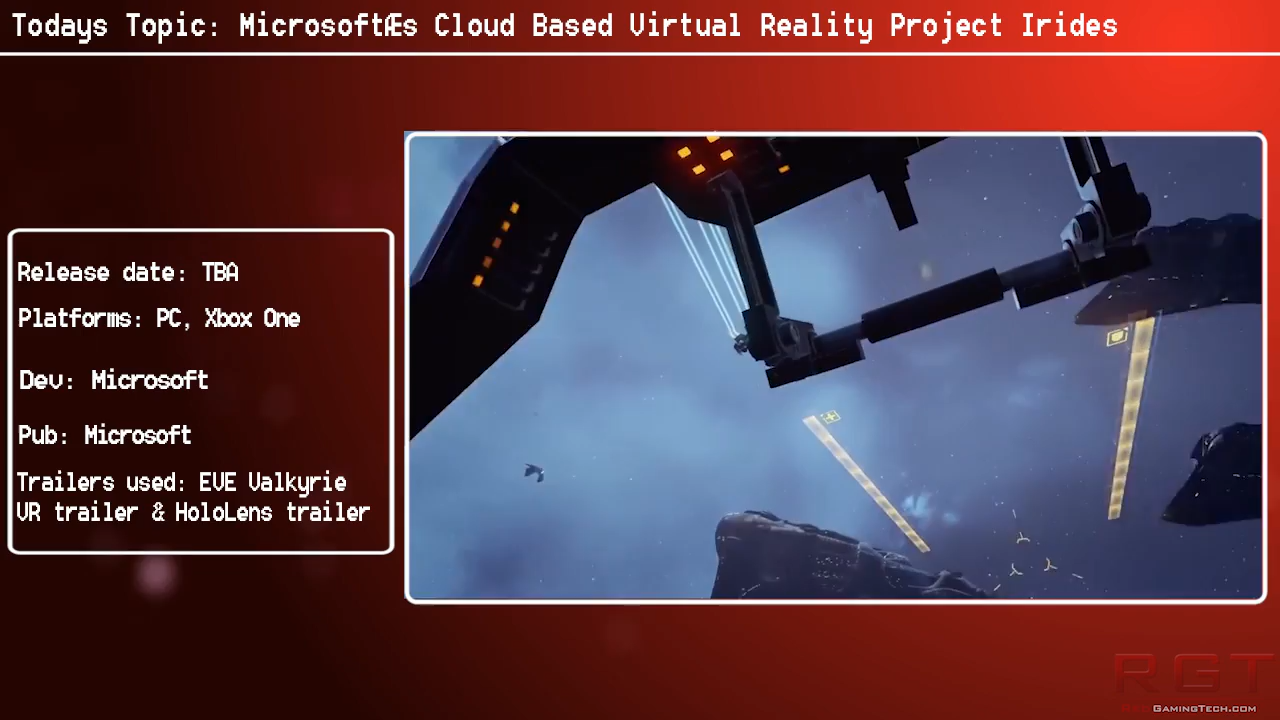 Todays Topic: MicrosoftÆs Cloud Based Virtual Reality Project Irides
Release date: TBA
Platforms: PC, Xbox One
Dev: Microsoft
Pub: Microsoft
Trailers used: EVE Valkyrie
VR trailer & HoloLens trailer
RGT
RedGamingTech.com